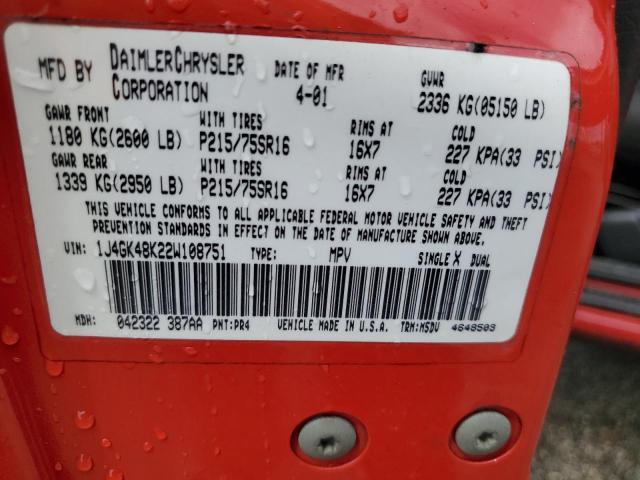 MFD BY DAIMLERCHRYSLER CORPORATION DATE OF MFR 4-01 GVWR 2336 KG(05150 LB)
GAWR FRONT WITH TIRES RIMS AT COLD
1180 KG(2600 LB) P215/75SR16 16X7 227 KPA(33 PSI)
GAWR REAR WITH TIRES RIMS AT COLD
1339 KG(2950 LB) P215/75SR16 16X7 227 KPA(33 PSI)
THIS VEHICLE CONFORMS TO ALL APPLICABLE FEDERAL MOTOR VEHICLE SAFETY AND THEFT
PREVENTION STANDARDS IN EFFECT ON THE DATE OF MANUFACTURE SHOWN ABOVE.
VIN: 1J4GK48K22W108751 TYPE: MPV SINGLE X DUAL
MDH: 042322 387AA PNT:PR4 VEHICLE MADE IN U.S.A. TRM:MSDV 4648503